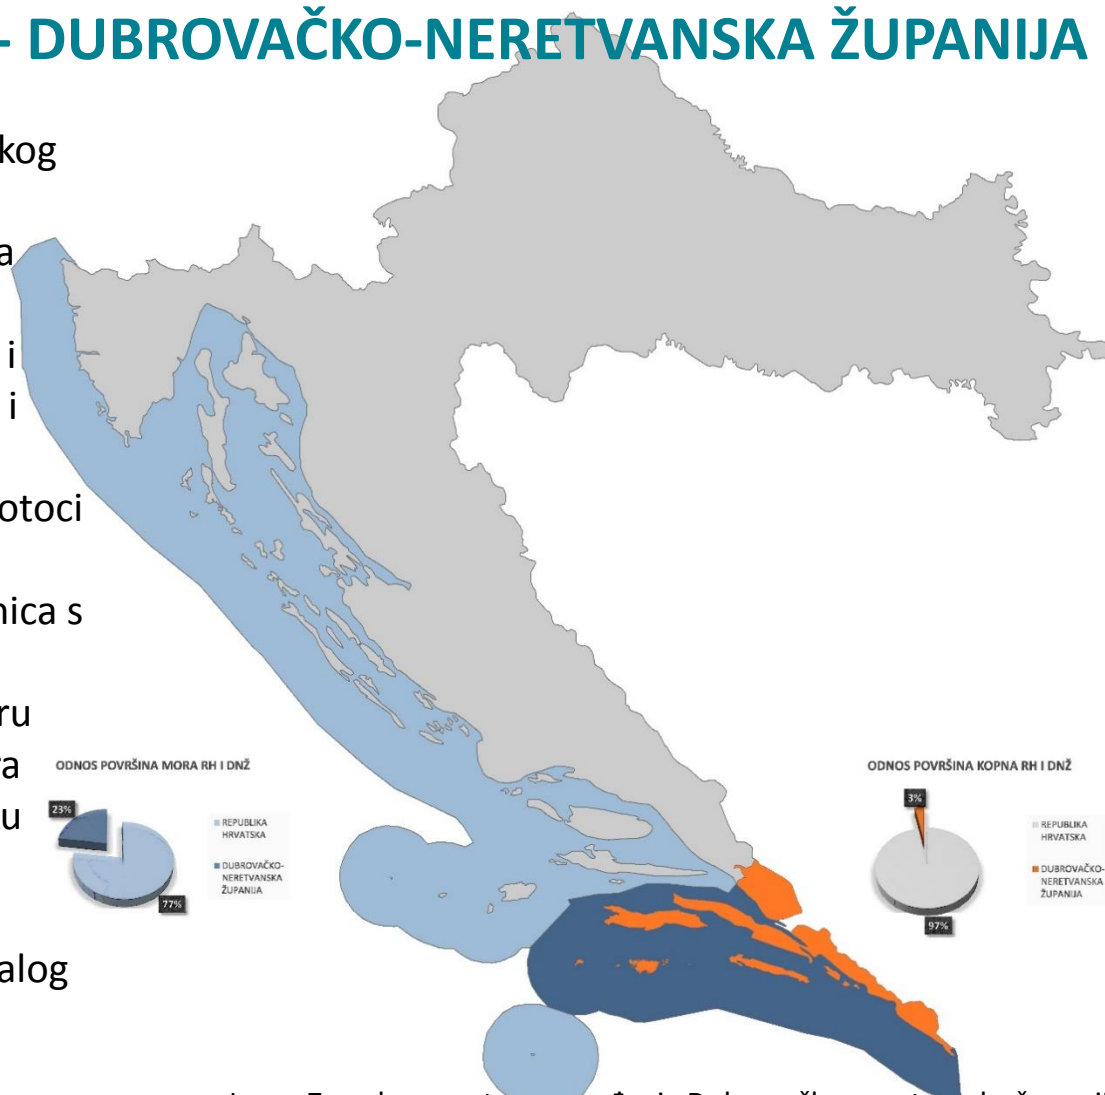 - DUBROVAČKO-NERETVANSKA ŽUPANIJA
kog
a
i
i
otoci
nica s
ru
ra
u
alog
ODNOS POVRŠINA MORA RH I DNŽ
23%
77%
REPUBLIKA
HRVATSKA
DUBROVAČKO-
NERETVANSKA
ŽUPANIJA
ODNOS POVRŠINA KOPNA RH I DNŽ
3%
97%
REPUBLIKA
HRVATSKA
DUBROVAČKO-
NERETVANSKA
ŽUPANIJA